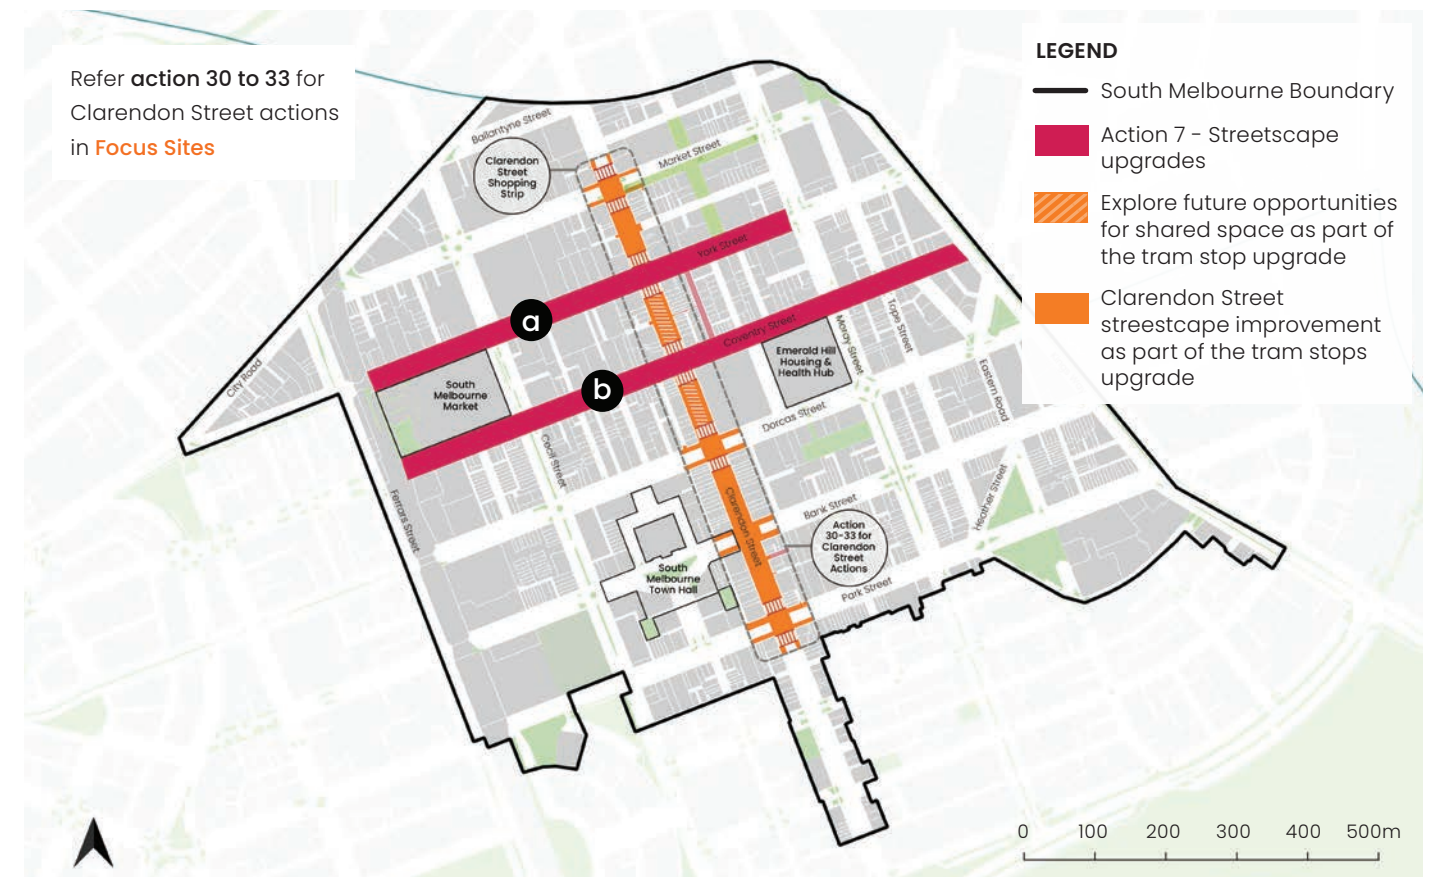 Refer action 30 to 33 for
Clarendon Street actions
in Focus Sites
LEGEND
South Melbourne Boundary
Action 7 - Streetscape
upgrades
Explore future opportunities
for shared space as part of
the tram stop upgrade
Clarendon Street
streestcape improvement
as part of the tram stops
upgrade
Ballantyne Street
Clarendon
Street
Shopping
Strip
Market Street
York Street
a
Coventry Street
b
City Road
South
Melbourne
Market
Emerald Hill
Housing &
Health Hub
Moray Street
Tope Street
Eastern Road
Dorcas Street
Cecil Street
Ferrars Street
Clarendon Street
Bank Street
Heather Street
Action
30-33 for
Clarendon
Street
Actions
South
Melbourne
Town Hall
Park Street
0 100 200 300 400 500m